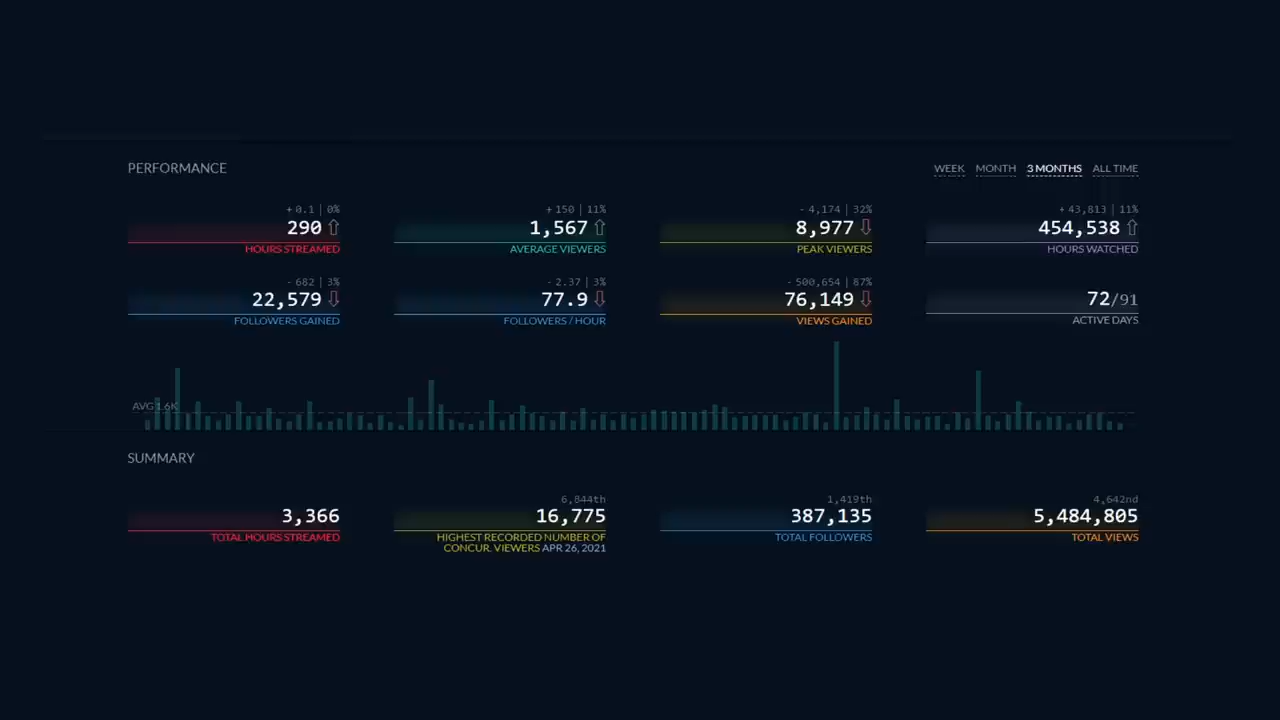 PERFORMANCE
WEEK MONTH 3 MONTHS ALL TIME
+0.1 | 0% +150 | 11% -4,174 | 32% +43,813 | 11%
290 ⇧ 1,567 ⇧ 8,977 ⇩ 454,538 ⇧
HOURS STREAMED AVERAGE VIEWERS PEAK VIEWERS HOURS WATCHED
-682 | 3% -2.37 | 3% -500,654 | 87%
22,579 ⇩ 77.9 ⇩ 76,149 ⇩ 72/91
FOLLOWERS GAINED FOLLOWERS / HOUR VIEWS GAINED ACTIVE DAYS
AVG 1.6K
SUMMARY
6,844th 1,419th 4,642nd
3,366 16,775 387,135 5,484,805
TOTAL HOURS STREAMED HIGHEST RECORDED NUMBER OF TOTAL FOLLOWERS TOTAL VIEWS
CONCUR. VIEWERS APR 26, 2021